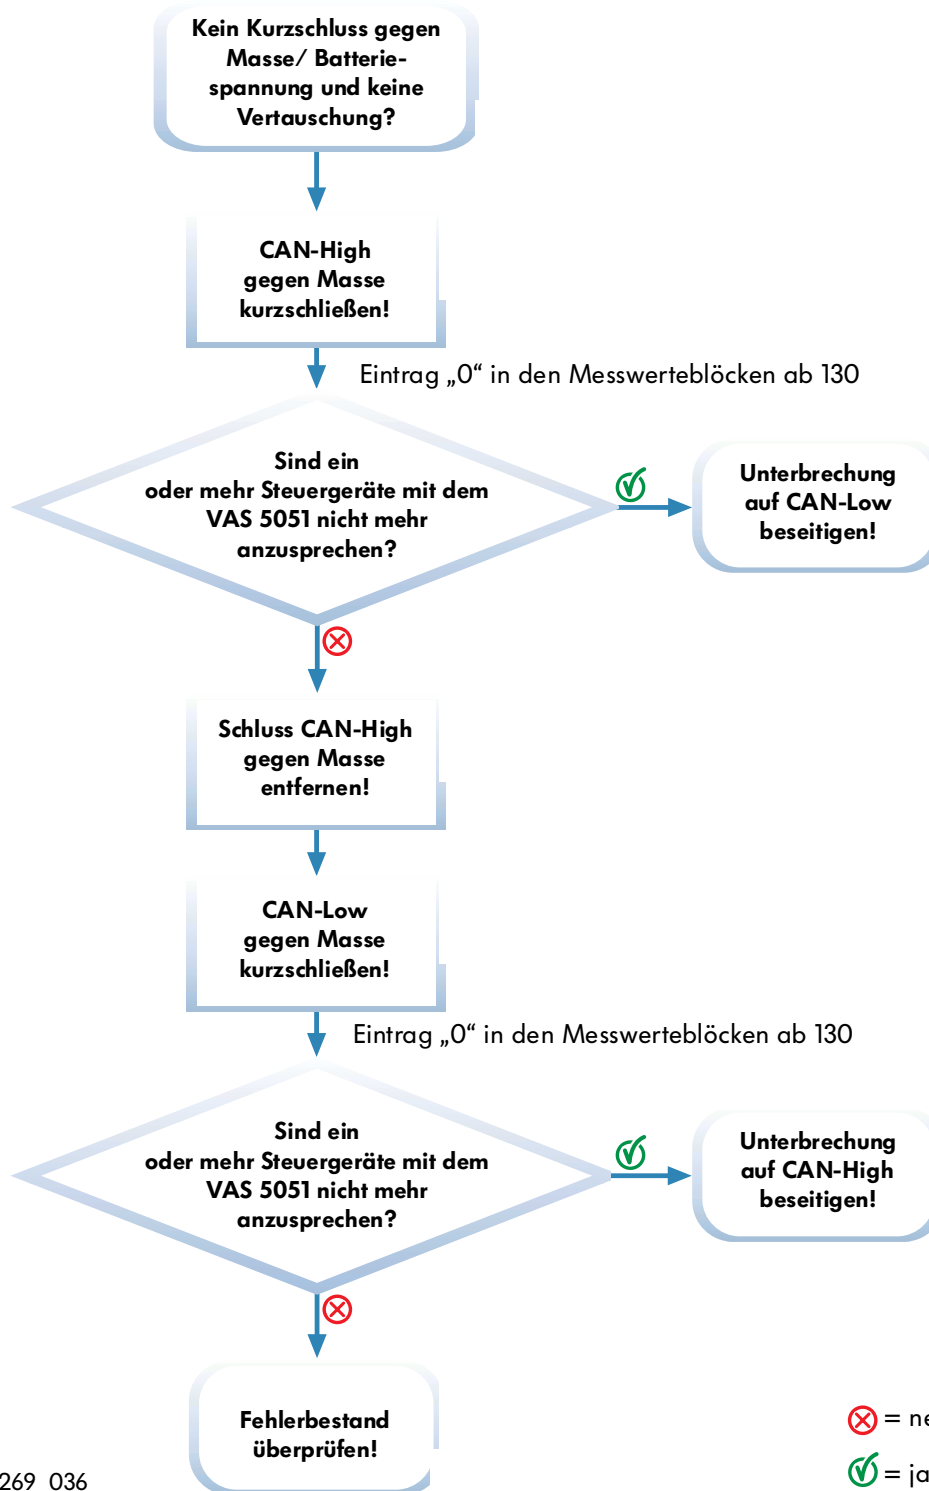 Kein Kurzschluss gegen
Masse/ Batterie-
spannung und keine
Vertauschung?
CAN-High
gegen Masse
kurzschließen!
Eintrag „0“ in den Messwerteblöcken ab 130
Sind ein
oder mehr Steuergeräte mit dem
VAS 5051 nicht mehr
anzusprechen?
Unterbrechung
auf CAN-Low
beseitigen!
Schluss CAN-High
gegen Masse
entfernen!
CAN-Low
gegen Masse
kurzschließen!
Eintrag „0“ in den Messwerteblöcken ab 130
Sind ein
oder mehr Steuergeräte mit dem
VAS 5051 nicht mehr
anzusprechen?
Unterbrechung
auf CAN-High
beseitigen!
Fehlerbestand
überprüfen!
= ne
= ja
269_036